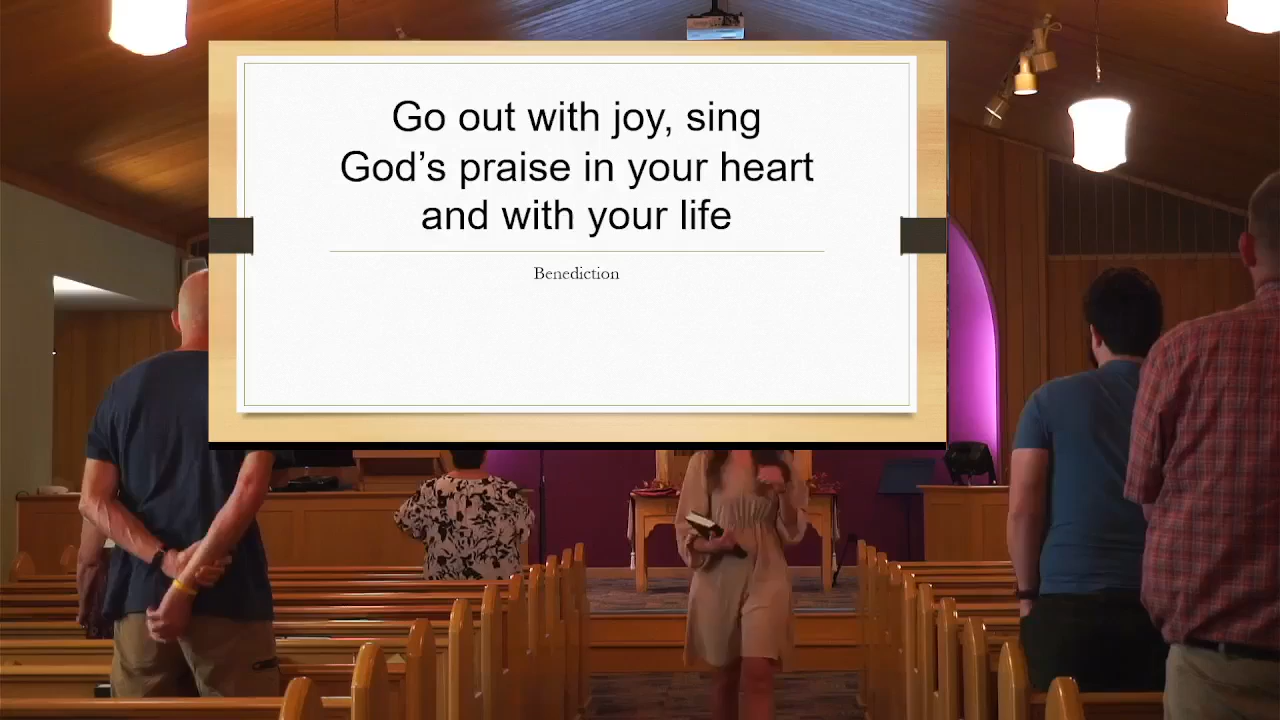 Go out with joy, sing
God’s praise in your heart
and with your life
Benediction